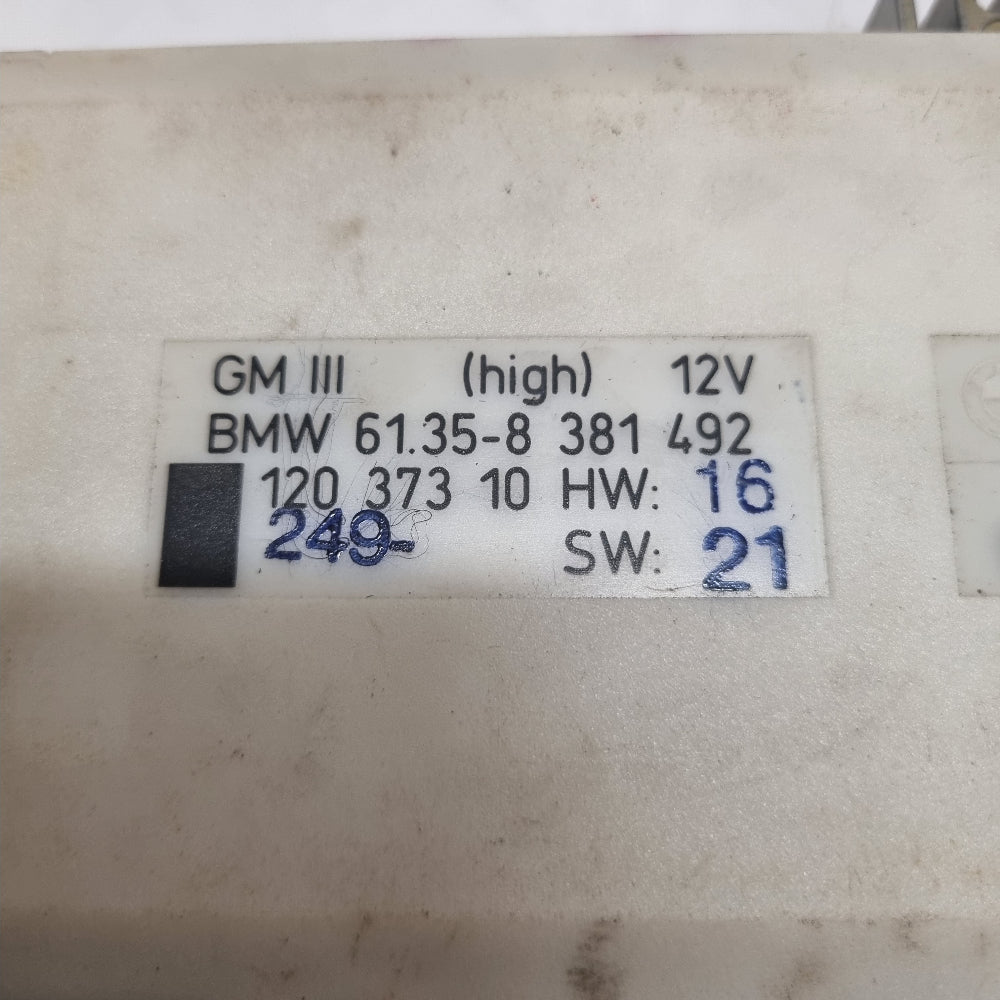 GM III (high) 12V
BMW 61.35-8 381 492
120 373 10 HW: 16
249-
SW: 21